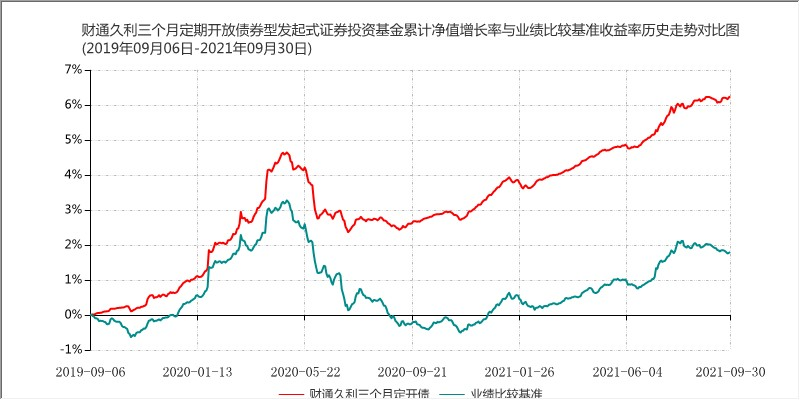 财通久利三个月定期开放债券型发起式证券投资基金累计净值增长率与业绩比较基准收益率历史走势对比图
(2019年09月06日-2021年09月30日)
7%
6%
5%
4%
3%
2%
1%
0%
-1%
2019-09-06 2020-01-13 2020-05-22 2020-09-21 2021-01-26 2021-06-04 2021-09-30
财通久利三个月定开债 业绩比较基准